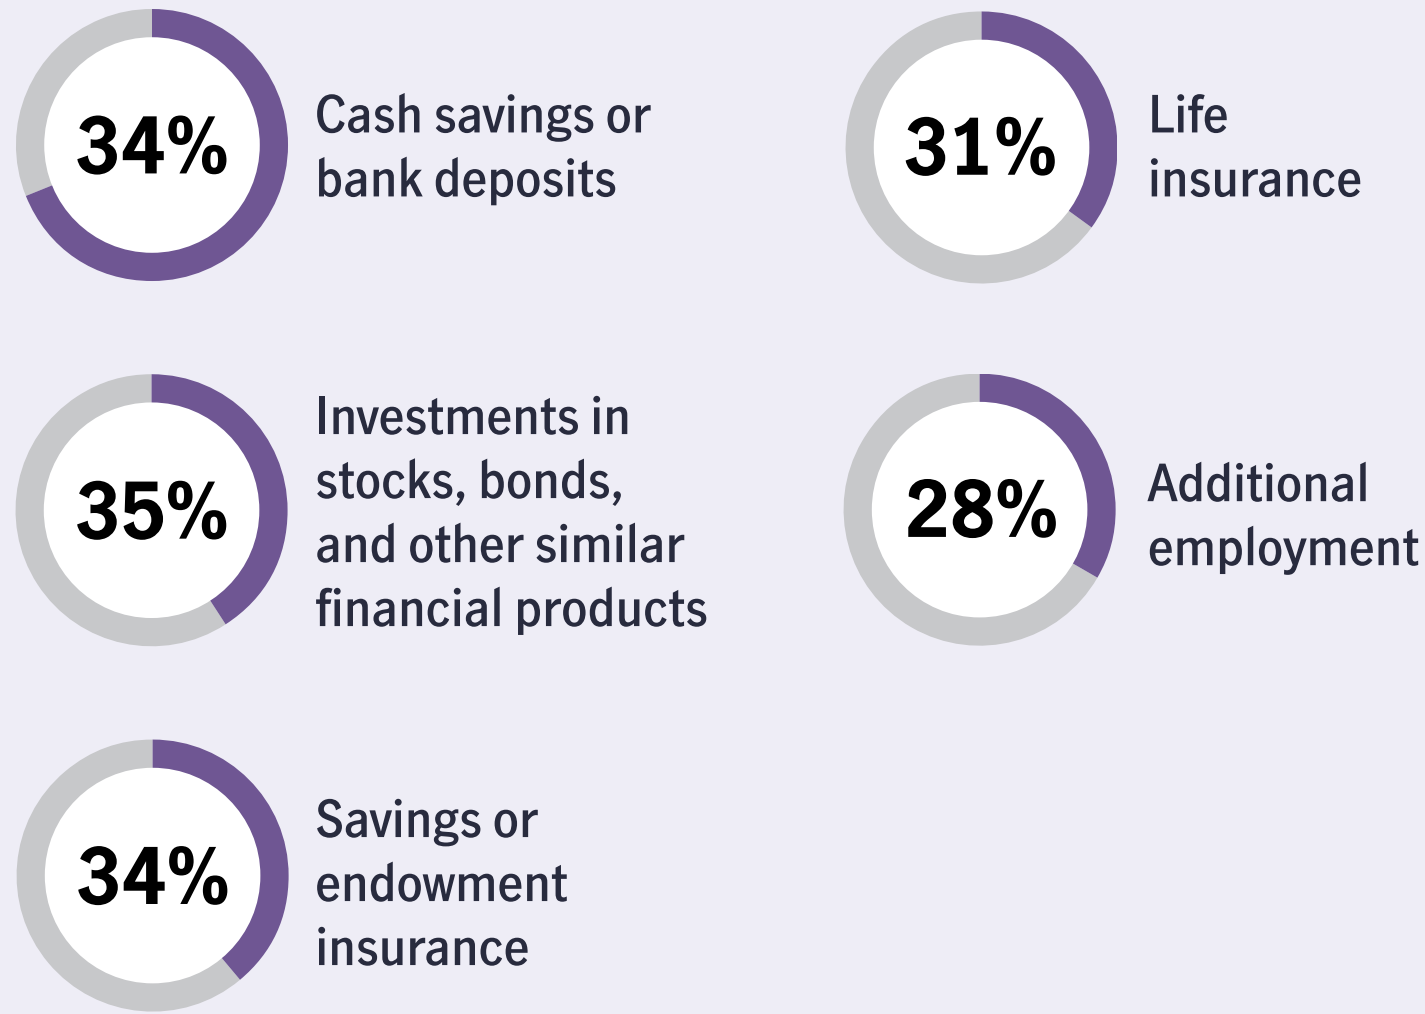 34%
Cash savings or
bank deposits
35%
Investments in
stocks, bonds,
and other similar
financial products
34%
Savings or
endowment
insurance
31%
Life
insurance
28%
Additional
employment